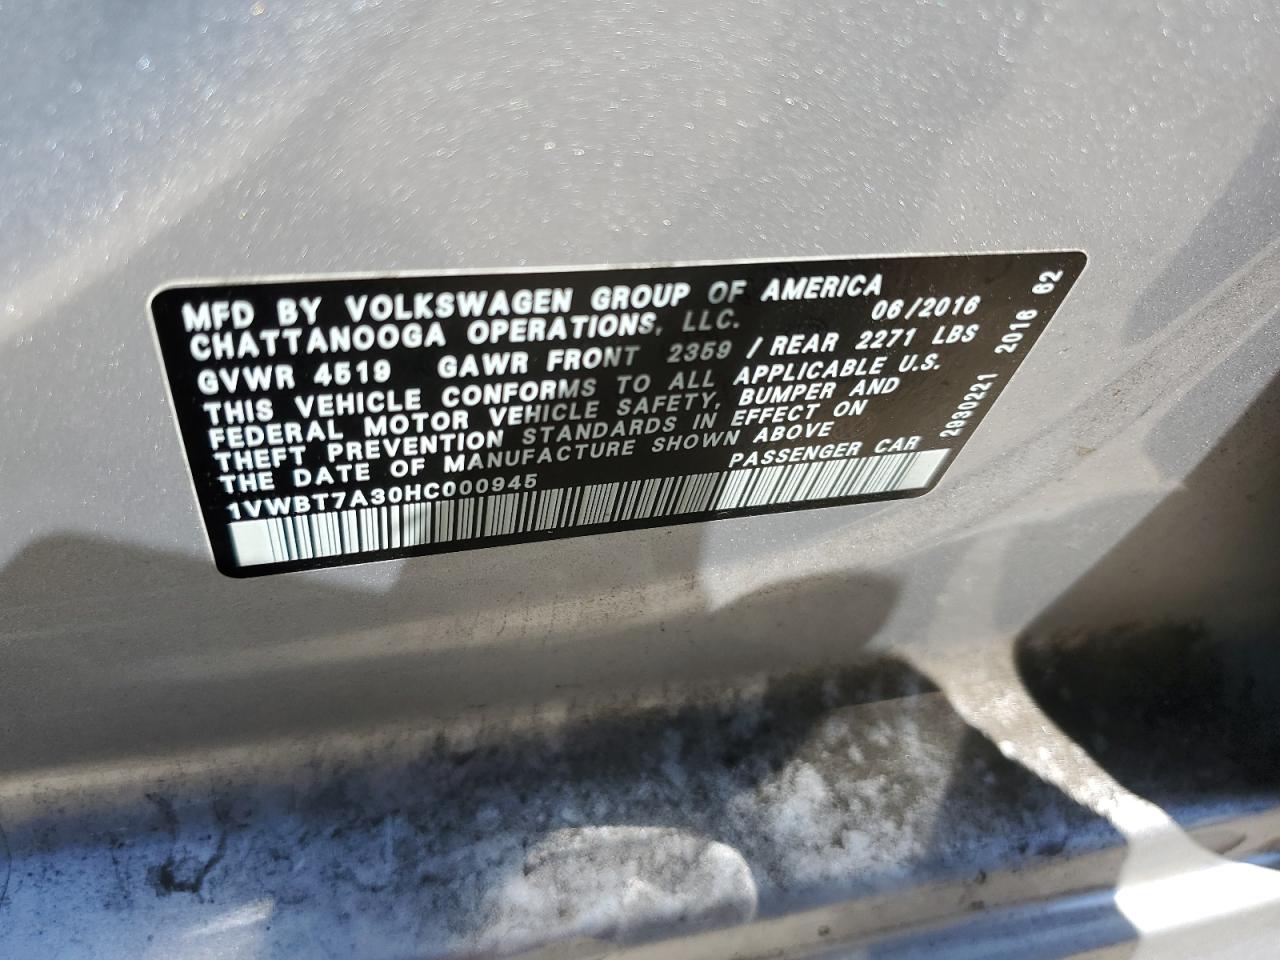 MFD BY VOLKSWAGEN GROUP OF AMERICA
CHATTANOOGA OPERATIONS, LLC. 06/2016
GVWR 4519 GAWR FRONT 2359 / REAR 2271 LBS
THIS VEHICLE CONFORMS TO ALL APPLICABLE U.S.
FEDERAL MOTOR VEHICLE SAFETY, BUMPER AND
THEFT PREVENTION STANDARDS IN EFFECT ON
THE DATE OF MANUFACTURE SHOWN ABOVE
1VWBT7A30HC000945 PASSENGER CAR
2930221 2016 62